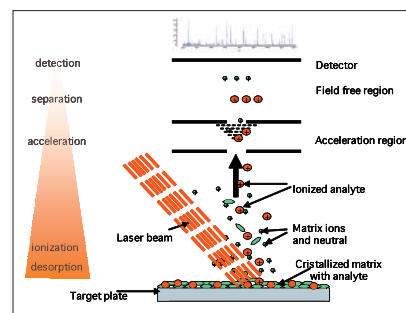 detection
Detector
separation
Field free region
acceleration
Acceleration region
Ionized analyte
Laser beam
Matrix ions
and neutral
ionization
desorption
Cristallized matrix
with analyte
Target plate